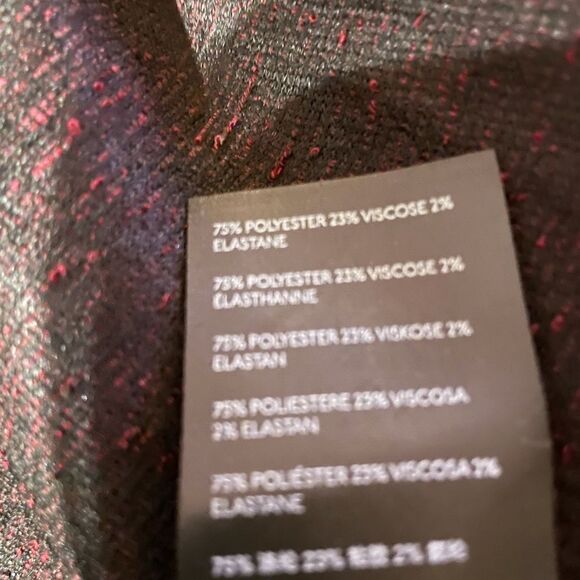 75% POLYESTER 23% VISCOSE 2%
ELASTANE
75% POLYESTER 23% VISCOSE 2%
ELASTHANNE
75% POLYESTER 23% VISKOSE 2%
ELASTAN
75% POLIESTERE 23% VISCOSA
2% ELASTAN
75% POLIÉSTER 23% VISCOSA 2%
ELASTANE
75% 23% 2%